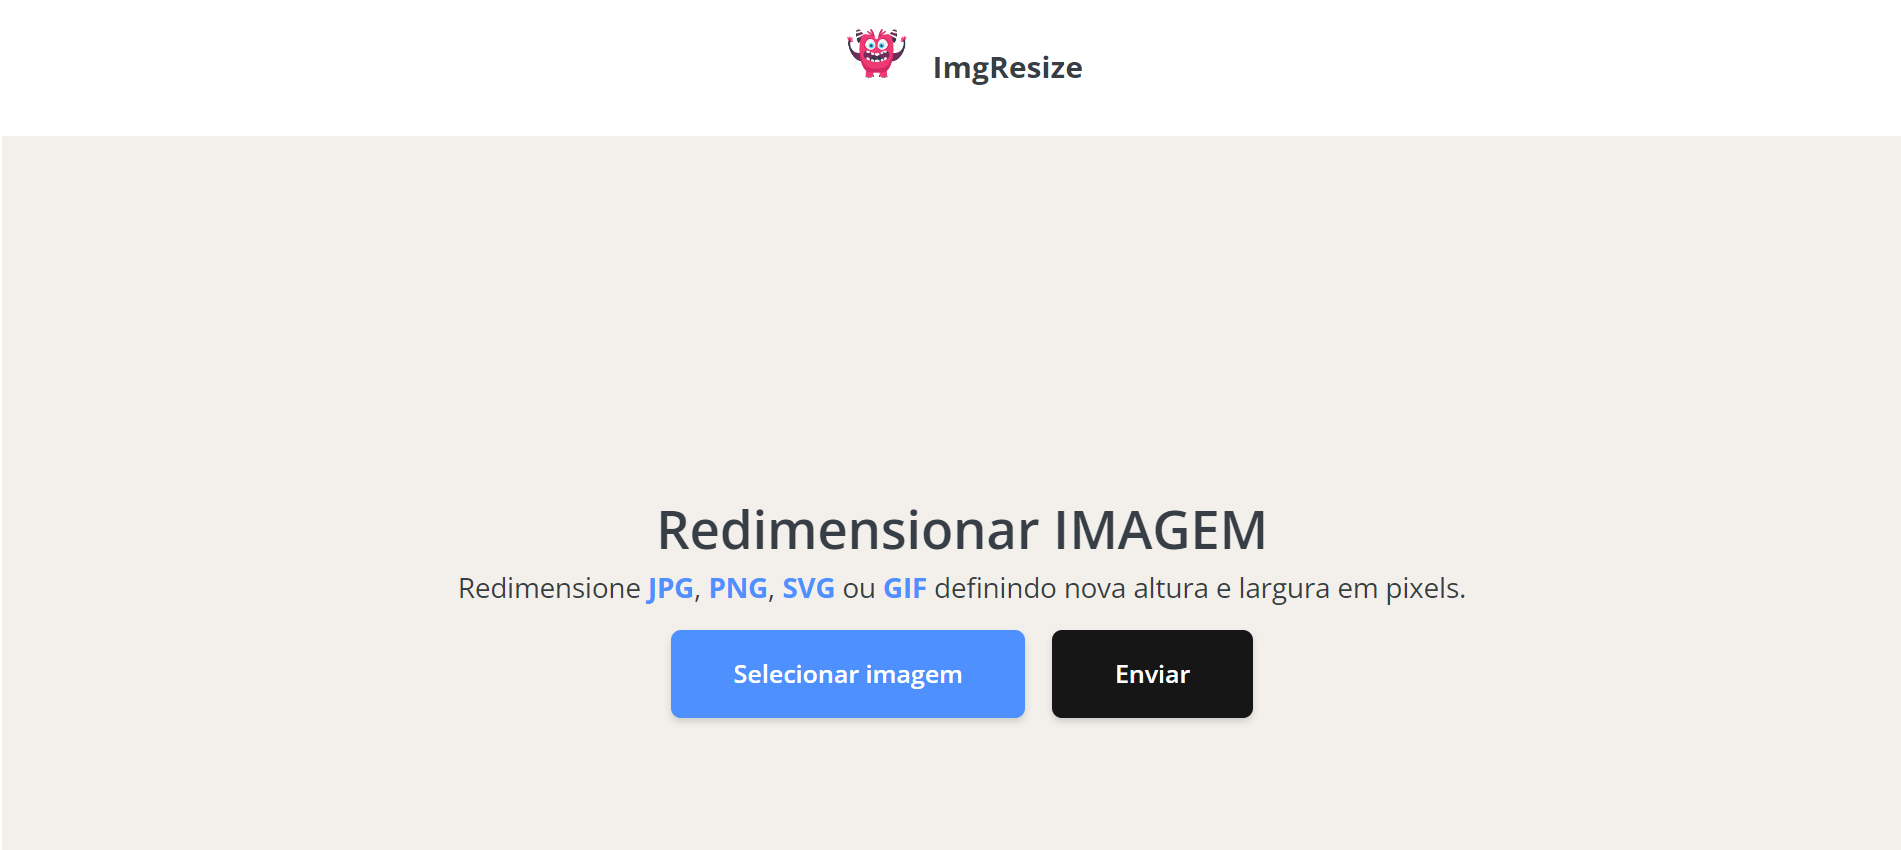 ImgResize
Redimensionar IMAGEM
Redimensione JPG, PNG, SVG ou GIF definindo nova altura e largura em pixels.
Selecionar imagem
Enviar